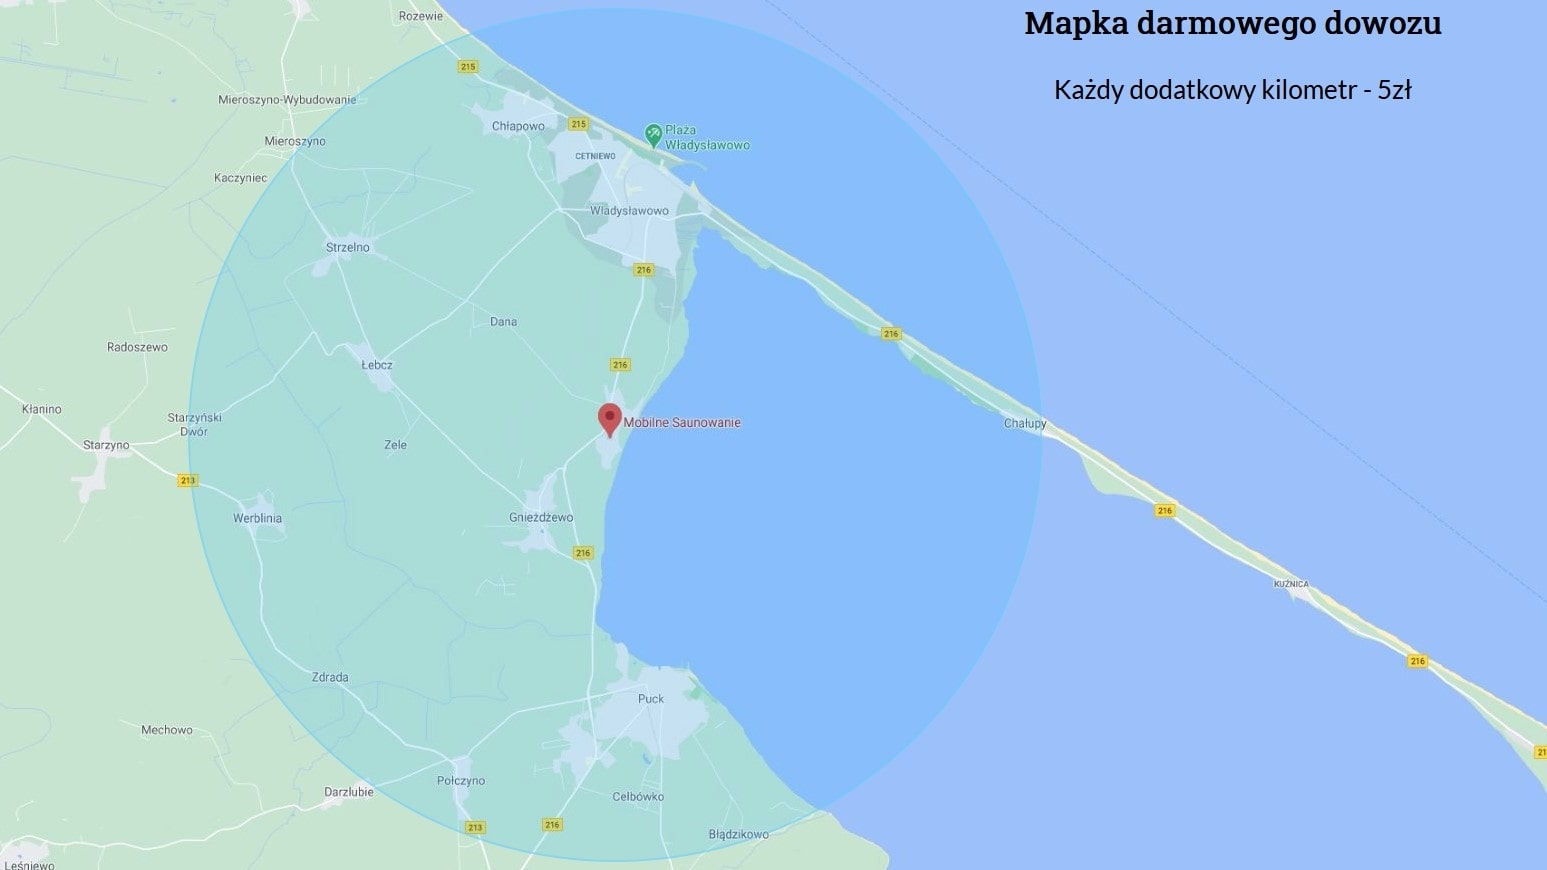 Mapka darmowego dowozu
Każdy dodatkowy kilometr - 5zł
Rozewie
215
Mieroszyno-Wybudowanie
Chłapowo
215
Plaża
Władysławowo
Mieroszyno
CETNIEWO
Kaczyniec
Władysławowo
Strzelno
216
Dana
216
Radoszewo
Łebcz
216
Kłanino
Starzyński
Dwór
Mobilne Saunowanie
Chałupy
Starzyno
Zele
213
216
Werblinia
Gnieżdżewo
216
KUŹNICA
216
Zdrada
Puck
Mechowo
21
Połczyno
Darzlubie
Celbówko
213
216
Błądzikowo
Leśniewo